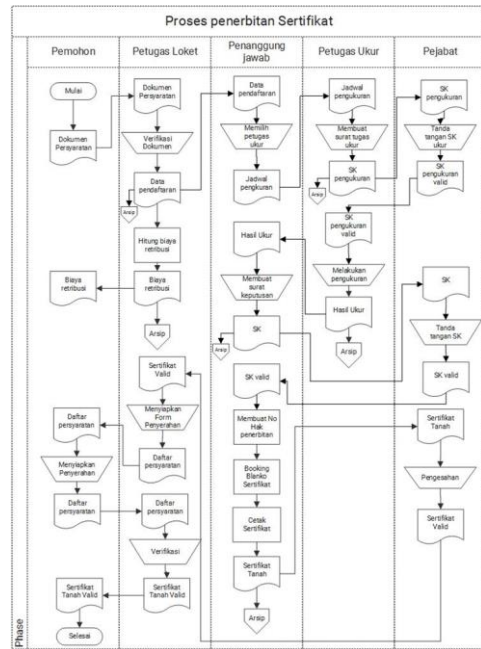 Proses penerbitan Sertifikat
Pemohon
Petugas Loket
Penanggung
jawab
Petugas Ukur
Pejabat
Mulai
Dokumen
Persyaratan
Dokumen
Persyaratan
Verifikasi
Dokumen
Data
pendaftaran
Arsip
Hitung biaya
retribusi
Biaya
retribusi
Biaya
retribusi
Arsip
Data
pendaftaran
Memilih
petugas
ukur
Jadwal
pengkuran
Jadwal
pengukuran
Membuat
surat tugas
ukur
SK
pengukuran
Arsip
SK
pengukuran
Tanda
tangan SK
ukur
SK
pengukuran
valid
SK
pengukuran
valid
Melakukan
pengukuran
Hasil Ukur
Arsip
Hasil Ukur
Membuat
surat
keputusan
SK
Arsip
SK
Tanda
tangan SK
SK valid
SK valid
Membuat No
Hak
penerbitan
Booking
Blanko
Sertifikat
Cetak
Sertifikat
Sertifikat
Tanah
Arsip
Sertifikat
Tanah
Pengesahan
Sertifikat
Valid
Sertifikat
Valid
Menyiapkan
Form
Penyerahan
Daftar
persyaratan
Daftar
persyaratan
Menyiapkan
Penyerahan
Daftar
persyaratan
Daftar
persyaratan
Verifikasi
Sertifikat
Tanah Valid
Sertifikat
Tanah Valid
Selesai
Phase